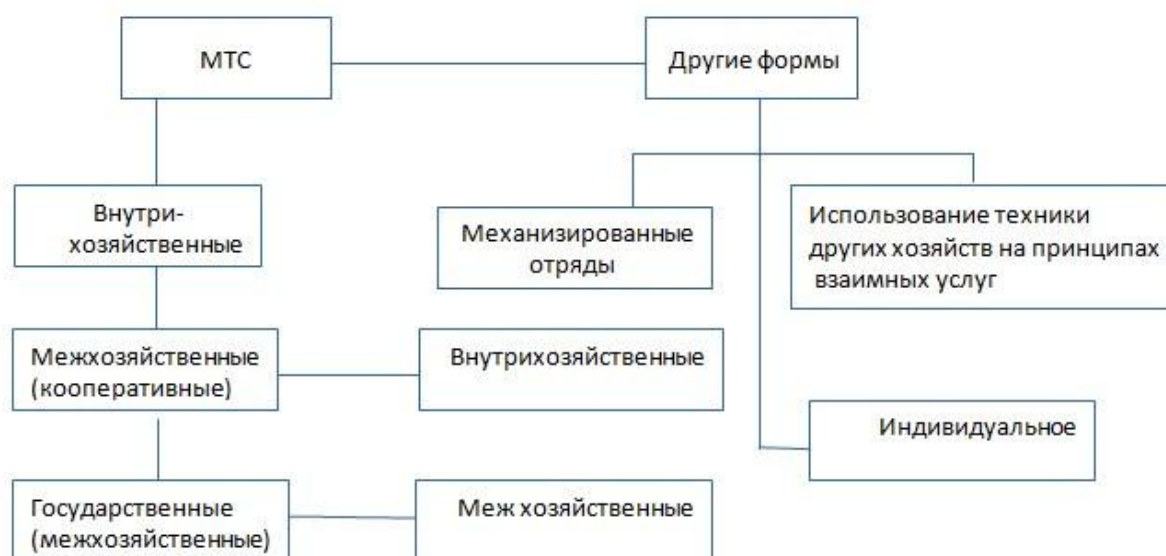 МТС
Другие формы
Внутри-
хозяйственные
Механизированные
отряды
Использование техники
других хозяйств на принципах
взаимных услуг
Межхозяйственные
(кооперативные)
Внутрихозяйственные
Индивидуальное
Государственные
(межхозяйственные)
Меж хозяйственные